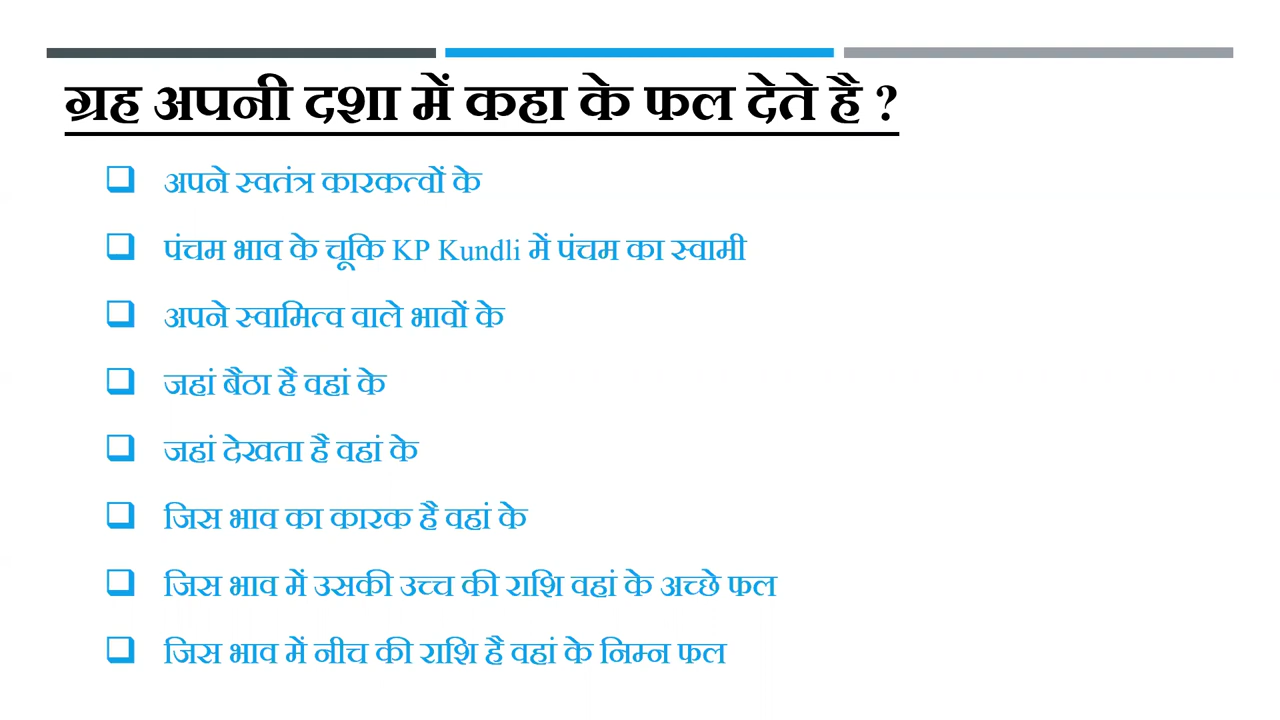 ग्रह अपनी दशा में कहा के फल देते है ?
अपने स्वतंत्र कारकत्वों के
पंचम भाव के चूकि KP Kundli में पंचम का स्वामी
अपने स्वामित्व वाले भावों के
जहां बैठा है वहां के
जहां देखता है वहां के
जिस भाव का कारक है वहां के
जिस भाव में उसकी उच्च की राशि वहां के अच्छे फल
जिस भाव में नीच की राशि है वहां के निम्न फल